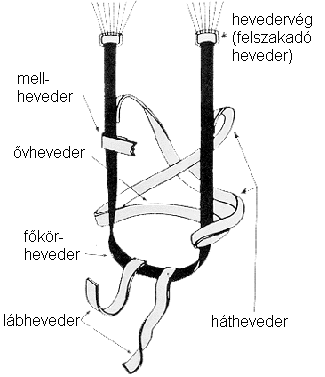 hevedervég
(felszakadó
heveder)
mell-
heveder
övheveder
főkör-
heveder
lábheveder
hátheveder